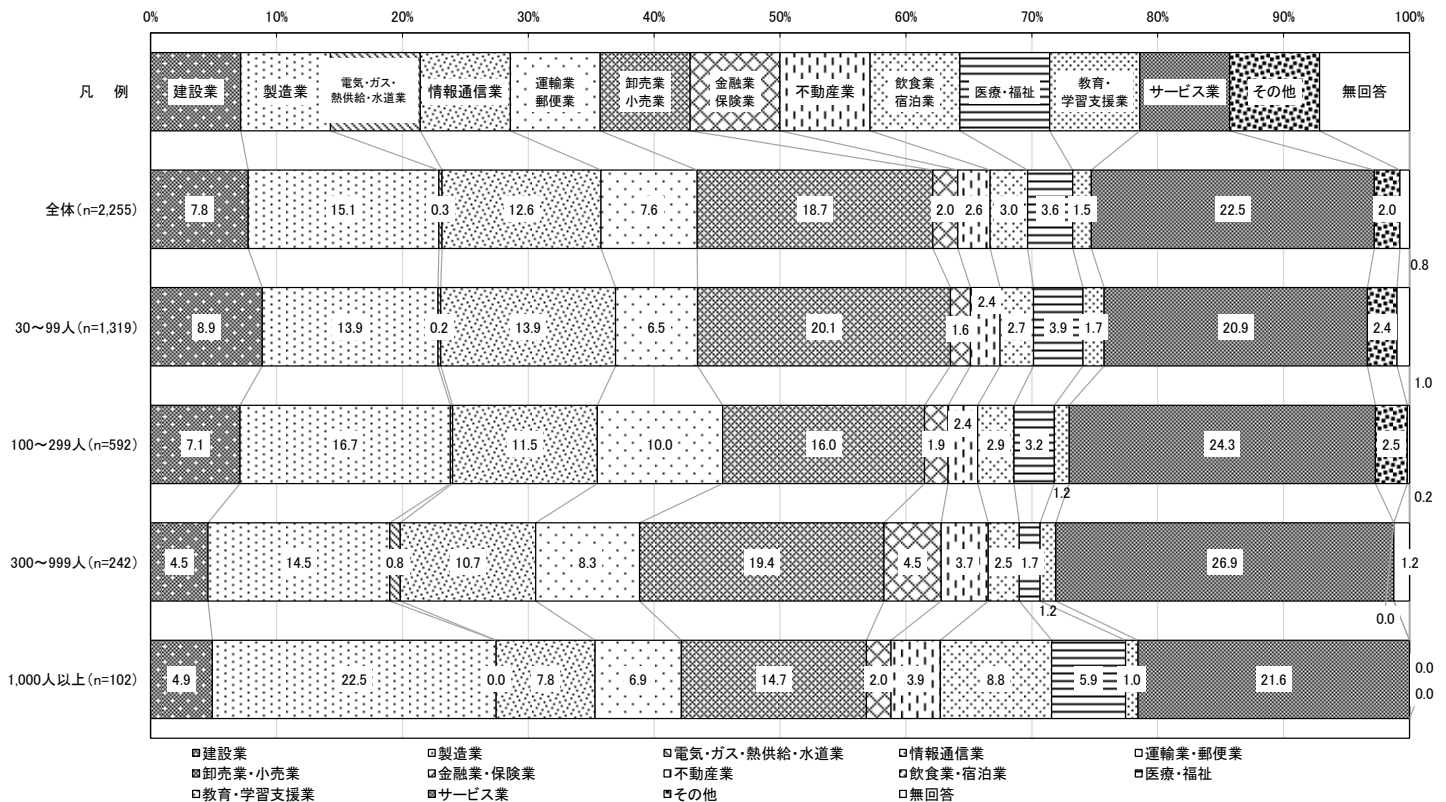 0% 10% 20% 30% 40% 50% 60% 70% 80% 90% 100%
凡 例
建設業
製造業
電気・ガス・
熱供給・水道業
情報通信業
運輸業
郵便業
卸売業
小売業
金融業
保険業
不動産業
飲食業
宿泊業
医療・福祉
教育・
学習支援業
サービス業
その他
無回答
全体(n=2,255) 7.8 15.1 0.3 12.6 7.6 18.7 2.0 2.6 3.0 3.6 1.5 22.5 2.0
0.8
30～99人(n=1,319) 8.9 13.9 0.2 13.9 6.5 20.1 1.6 2.4 2.7 3.9 1.7 20.9 2.4
1.0
100～299人(n=592) 7.1 16.7 11.5 10.0 16.0 1.9 2.4 2.9 3.2 24.3 2.5
1.2 0.2
300～999人(n=242) 4.5 14.5 0.8 10.7 8.3 19.4 4.5 3.7 2.5 1.7 26.9 1.2
1.2 0.0
1,000人以上(n=102) 4.9 22.5 0.0 7.8 6.9 14.7 2.0 3.9 8.8 5.9 1.0 21.6 0.0
0.0
建設業 製造業 電気・ガス・熱供給・水道業 情報通信業 運輸業・郵便業
卸売業・小売業 金融業・保険業 不動産業 飲食業・宿泊業 医療・福祉
教育・学習支援業 サービス業 その他 無回答